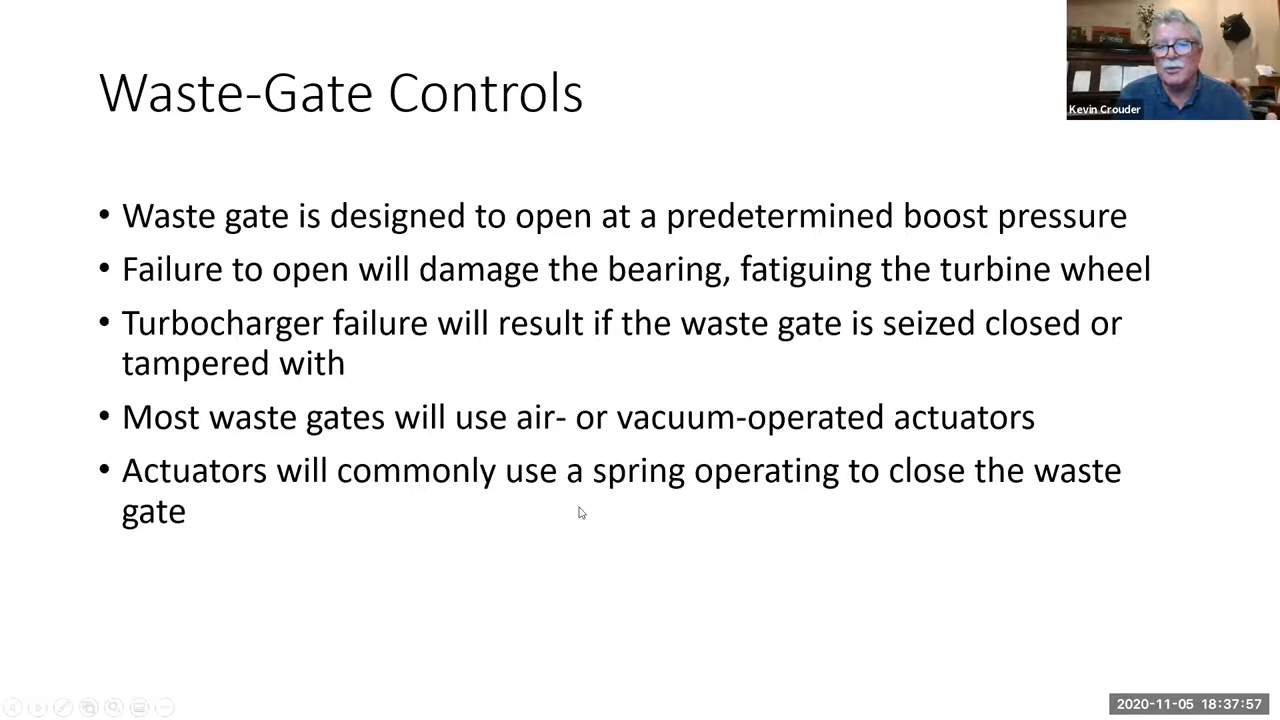 Waste-Gate Controls
Kevin Crouder
• Waste gate is designed to open at a predetermined boost pressure
• Failure to open will damage the bearing, fatiguing the turbine wheel
• Turbocharger failure will result if the waste gate is seized closed or
tampered with
• Most waste gates will use air- or vacuum-operated actuators
• Actuators will commonly use a spring operating to close the waste
gate
2020-11-05 18:37:57